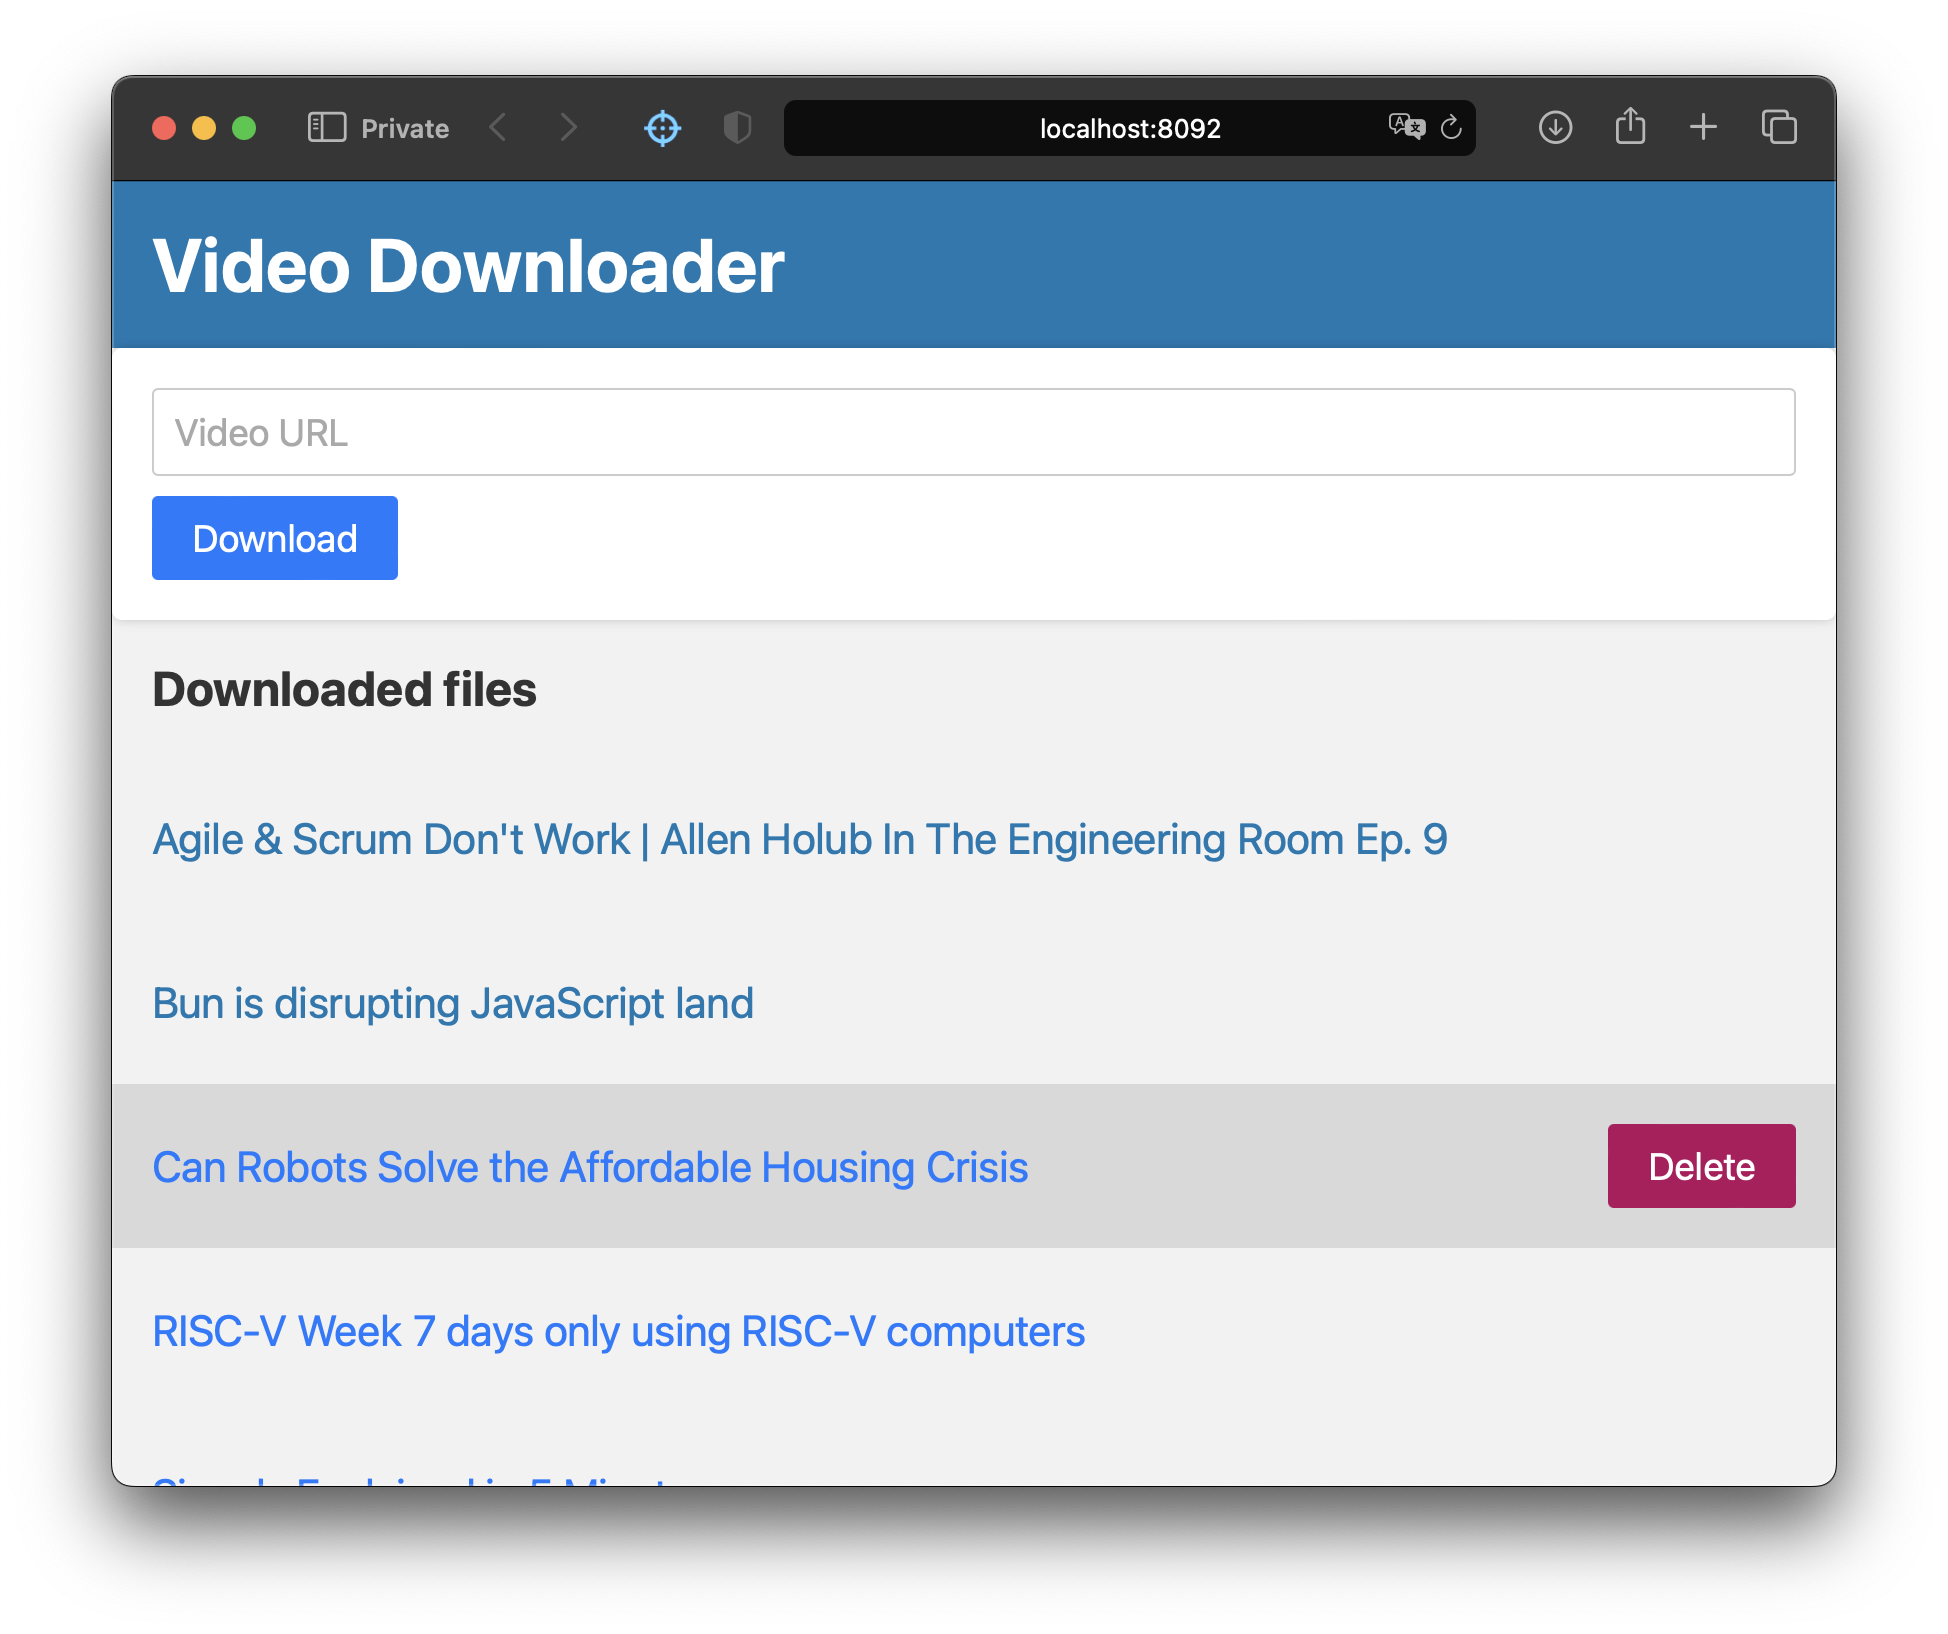 Private
localhost:8092
Video Downloader
Video URL
Download
Downloaded files
Agile & Scrum Don't Work | Allen Holub In The Engineering Room Ep. 9
Bun is disrupting JavaScript land
Can Robots Solve the Affordable Housing Crisis
Delete
RISC-V Week 7 days only using RISC-V computers